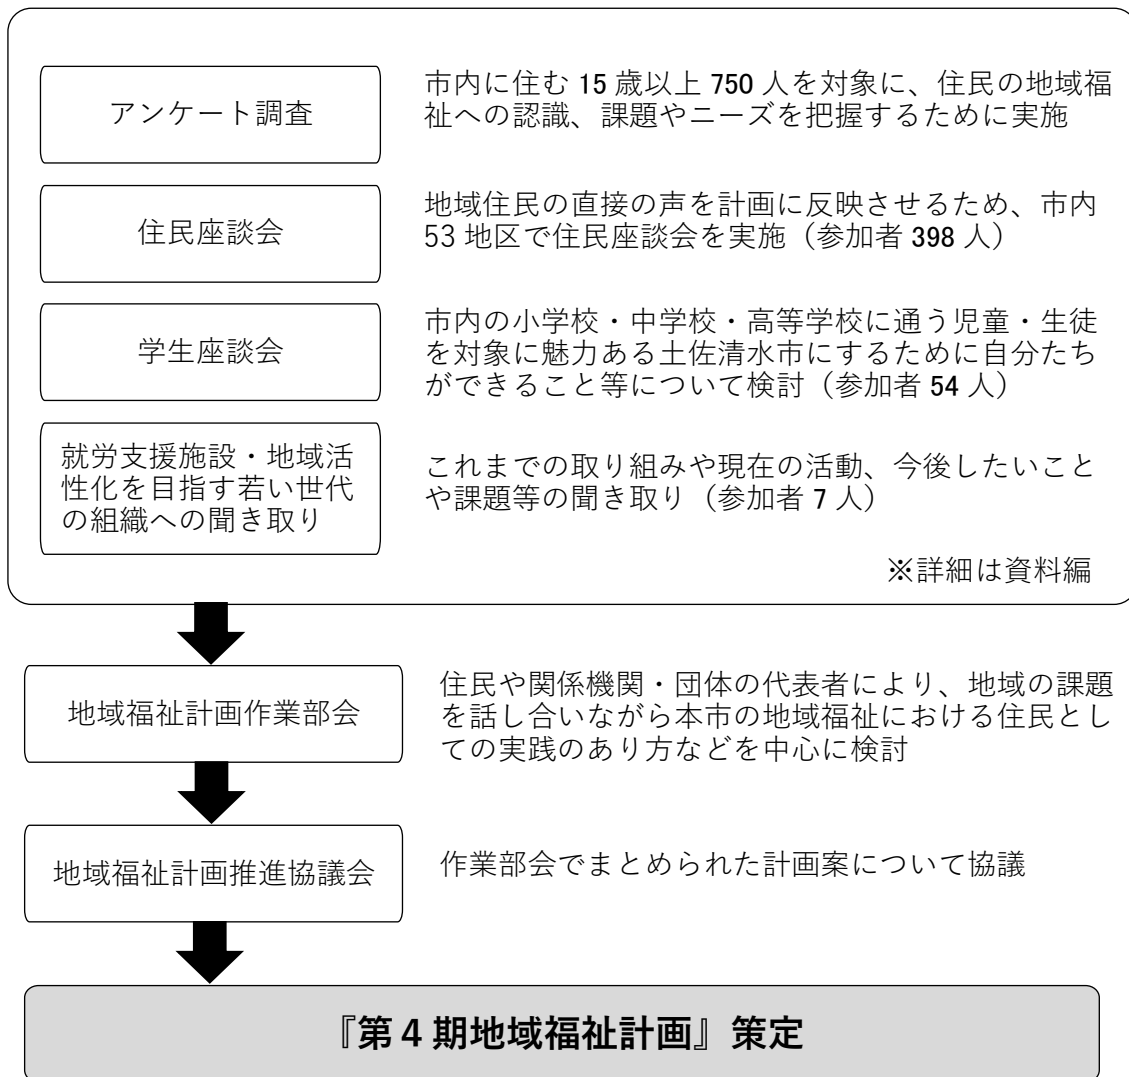 アンケート調査
市内に住む 15 歳以上 750 人を対象に、住民の地域福
祉への認識、課題やニーズを把握するために実施
住民座談会
地域住民の直接の声を計画に反映させるため、市内
53 地区で住民座談会を実施（参加者 398 人）
学生座談会
市内の小学校・中学校・高等学校に通う児童・生徒
を対象に魅力ある土佐清水市にするために自分たち
ができること等について検討（参加者 54 人）
就労支援施設・地域活
性化を目指す若い世代
の組織への聞き取り
これまでの取り組みや現在の活動、今後したいこと
や課題等の聞き取り（参加者 7 人）
※詳細は資料編
地域福祉計画作業部会
住民や関係機関・団体の代表者により、地域の課題
を話し合いながら本市の地域福祉における住民とし
ての実践のあり方などを中心に検討
地域福祉計画推進協議会
作業部会でまとめられた計画案について協議
『第４期地域福祉計画』策定